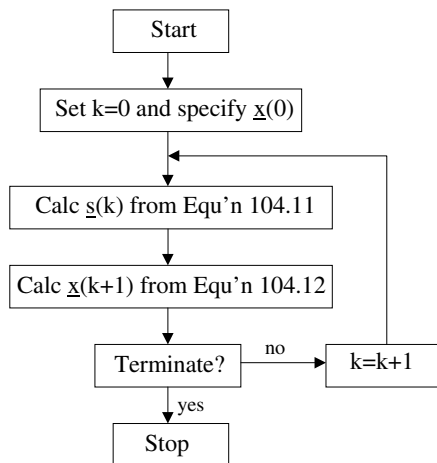 Start
Set k=0 and specify x(0)
Calc s(k) from Equ’n 104.11
Calc x(k+1) from Equ’n 104.12
Terminate?
no
k=k+1
yes
Stop